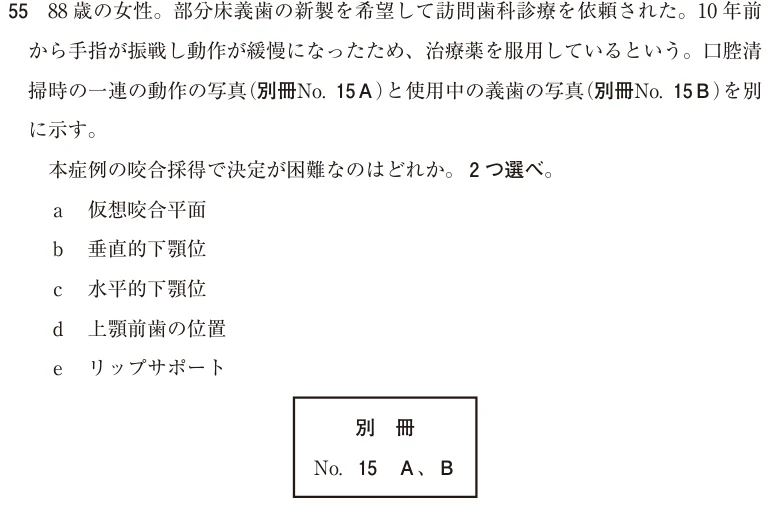 55 88歳の女性。部分床義歯の新製を希望して訪問歯科診療を依頼された。10年前
から手指が振戦し動作が緩慢になったため、治療薬を服用しているという。口腔清
掃時の一連の動作の写真(別冊No. 15A)と使用中の義歯の写真(別冊No. 15B)を別
に示す。
本症例の咬合採得で決定が困難なのはどれか。2つ選べ。
a 仮想咬合平面
b 垂直的下顎位
c 水平的下顎位
d 上顎前歯の位置
e リップサポート
別 冊
No. 15 A、B